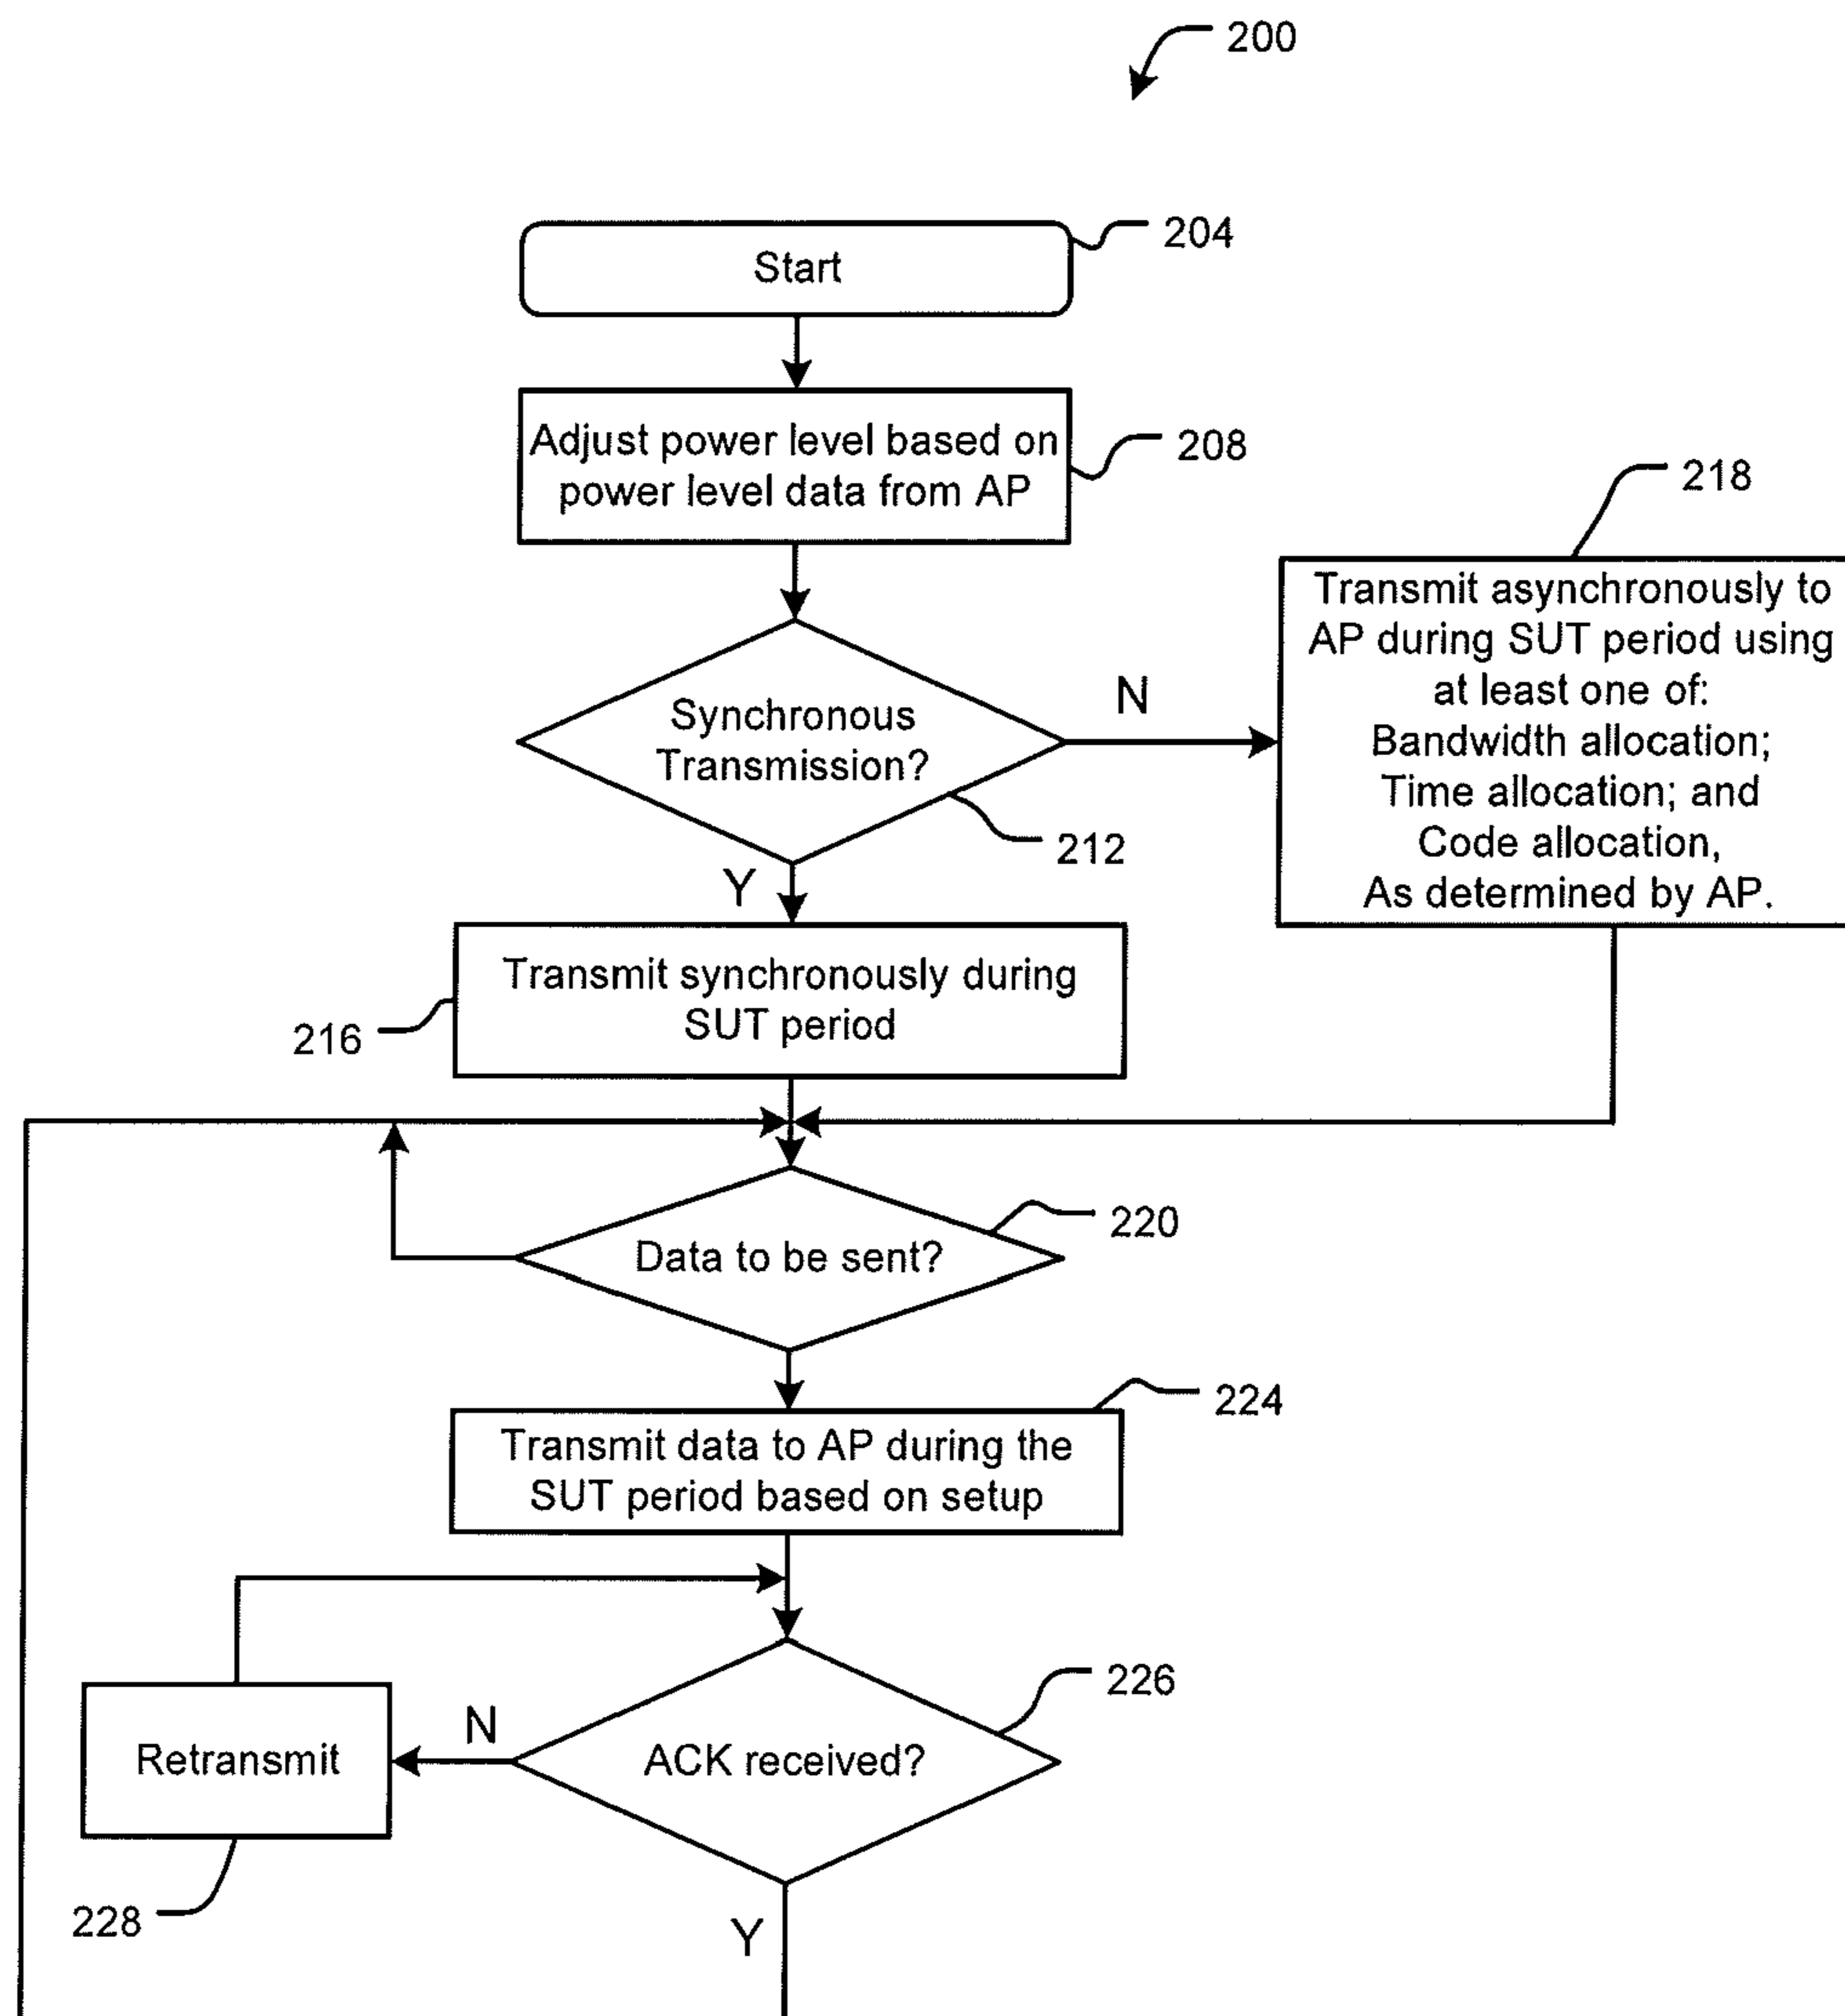 200
204
Start
Adjust power level based on
power level data from AP
208
218
Transmit asynchronously to
AP during SUT period using
at least one of:
Bandwidth allocation;
Time allocation; and
Code allocation,
As determined by AP.
Synchronous
Transmission?
N
212
Y
Transmit synchronously during
SUT period
216
220
Data to be sent?
224
Transmit data to AP during the
SUT period based on setup
226
N
Retransmit
ACK received?
228
Y